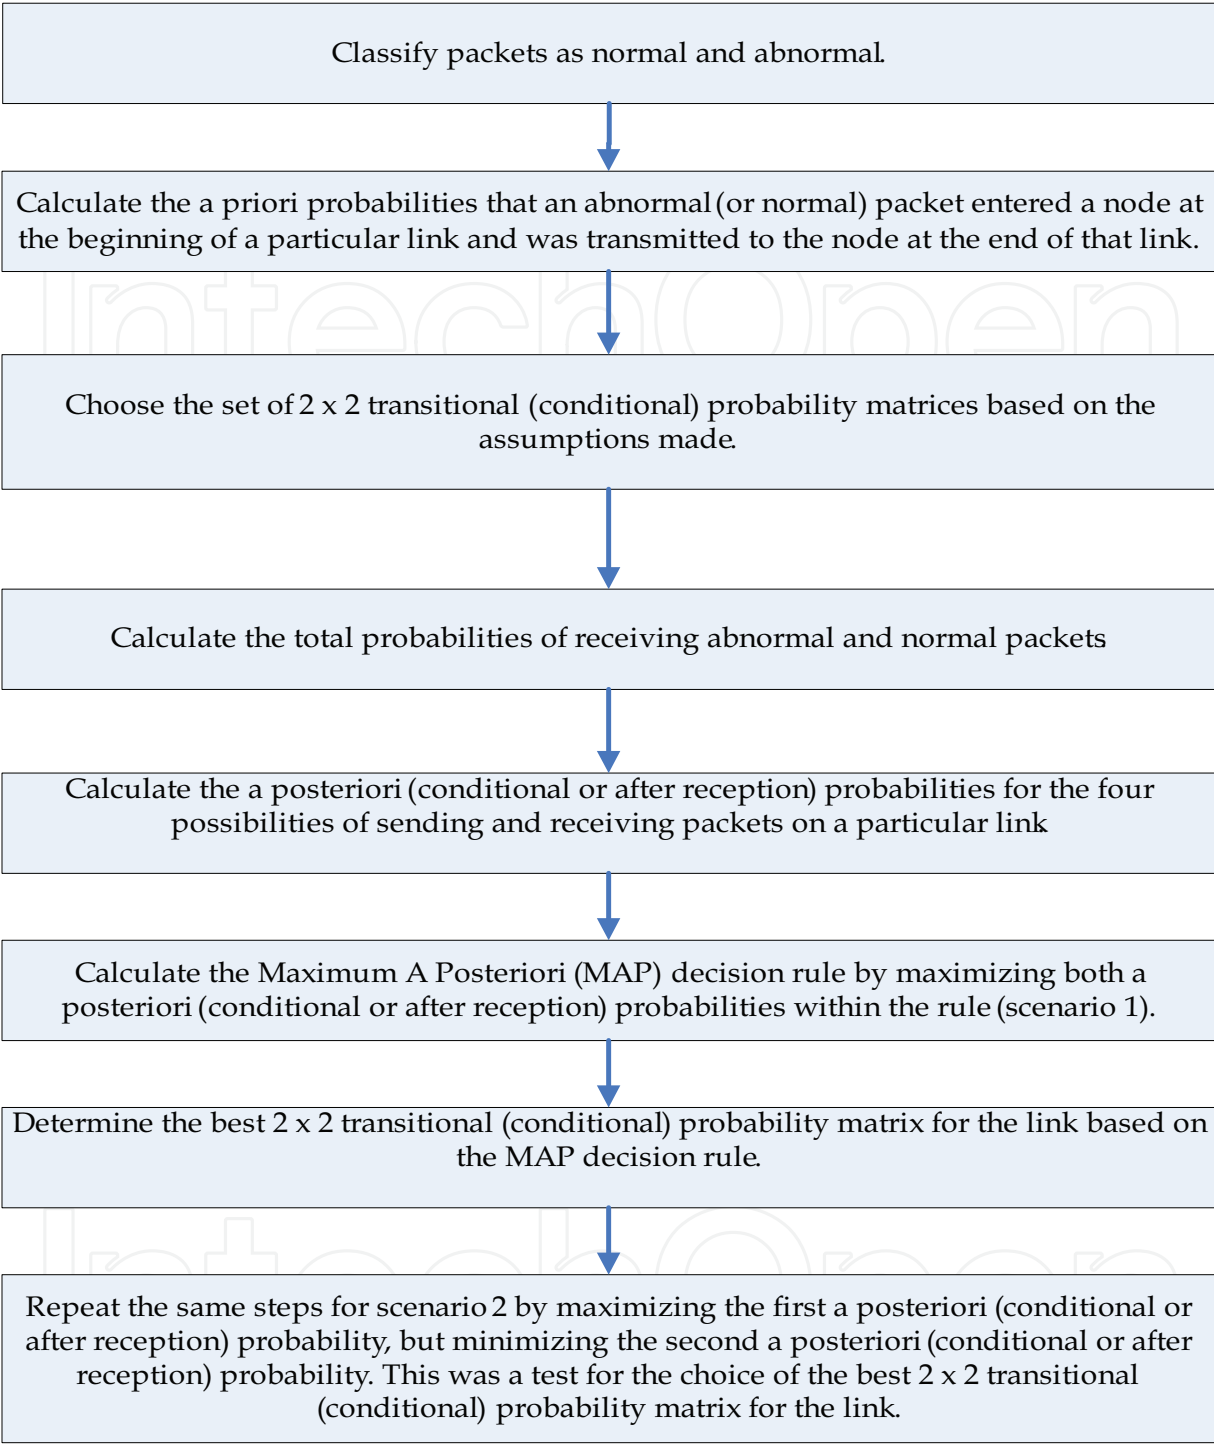 Classify packets as normal and abnormal.
Calculate the a priori probabilities that an abnormal (or normal) packet entered a node at
the beginning of a particular link and was transmitted to the node at the end of that link.
IntechOpen
Choose the set of 2 x 2 transitional (conditional) probability matrices based on the
assumptions made.
Calculate the total probabilities of receiving abnormal and normal packets
Calculate the a posteriori (conditional or after reception) probabilities for the four
possibilities of sending and receiving packets on a particular link
Calculate the Maximum A Posteriori (MAP) decision rule by maximizing both a
posteriori (conditional or after reception) probabilities within the rule (scenario 1).
Determine the best 2 x 2 transitional (conditional) probability matrix for the link based on
the MAP decision rule.
IntechOpen
Repeat the same steps for scenario 2 by maximizing the first a posteriori (conditional or
after reception) probability, but minimizing the second a posteriori (conditional or after
reception) probability. This was a test for the choice of the best 2 x 2 transitional
(conditional) probability matrix for the link.